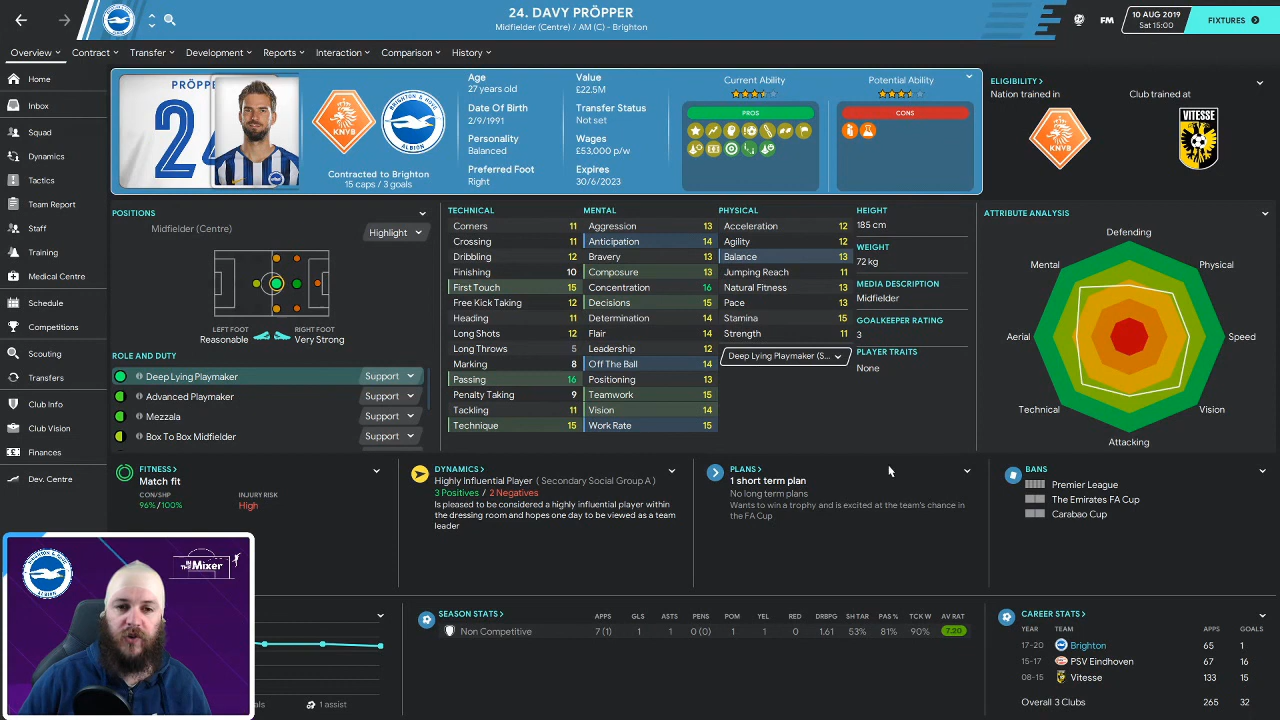 24. DAVY PRÖPPER
Midfielder (Centre) / AM (C) - Brighton
FM
10 AUG 2019
Sat 15:00
FIXTURES
Overview Contract Transfer Development Reports Interaction Comparison History
Home
Inbox
Squad
Dynamics
Tactics
Team Report
Staff
Training
Medical Centre
Schedule
Competitions
Scouting
Transfers
Club Info
Club Vision
Finances
Dev. Centre
PRÖPPE
24
KNVB
BRIGHTON & HOVE ALBION
Contracted to Brighton
15 caps / 3 goals
Age
27 years old
Date Of Birth
2/9/1991
Personality
Balanced
Preferred Foot
Right
Value
£22.5M
Transfer Status
Not set
Wages
£53,000 p/w
Expires
30/6/2023
Current Ability
PROS
Potential Ability
CONS
ELIGIBILITY >
Nation trained in
Club trained at
KNVB
VITESSE
POSITIONS
Midfielder (Centre)
Highlight
LEFT FOOT
Reasonable
RIGHT FOOT
Very Strong
ROLE AND DUTY
Deep Lying Playmaker Support
Advanced Playmaker Support
Mezzala Support
Box To Box Midfielder Support
TECHNICAL
Corners 11
Crossing 11
Dribbling 12
Finishing 10
First Touch 15
Free Kick Taking 12
Heading 11
Long Shots 12
Long Throws 5
Marking 8
Passing 16
Penalty Taking 9
Tackling 11
Technique 15
MENTAL
Aggression 13
Anticipation 14
Bravery 13
Composure 13
Concentration 16
Decisions 15
Determination 14
Flair 14
Leadership 12
Off The Ball 14
Positioning 13
Teamwork 15
Vision 14
Work Rate 15
PHYSICAL
Acceleration 12
Agility 12
Balance 13
Jumping Reach 11
Natural Fitness 13
Pace 13
Stamina 15
Strength 11
Deep Lying Playmaker (S...
HEIGHT
185 cm
WEIGHT
72 kg
MEDIA DESCRIPTION
Midfielder
GOALKEEPER RATING
3
PLAYER TRAITS
None
ATTRIBUTE ANALYSIS
Defending
Physical
Speed
Vision
Attacking
Technical
Aerial
Mental
FITNESS >
Match fit
CON/SHP
96%/100%
INJURY RISK
High
DYNAMICS >
Highly Influential Player ( Secondary Social Group A )
3 Positives / 2 Negatives
Is pleased to be considered a highly influential player within
the dressing room and hopes one day to be viewed as a team
leader
PLANS >
1 short term plan
No long term plans
Wants to win a trophy and is excited at the team's chance in
the FA Cup
BANS
Premier League
The Emirates FA Cup
Carabao Cup
IN THE Mixer
als
1 assist
SEASON STATS > APPS GLS ASTS PENS POM YEL RED DRBPG SH TAR PAS % TCK W AV RAT
Non Competitive 7 (1) 1 1 0 (0) 1 1 0 1.61 53% 81% 90% 7.20
CAREER STATS >
YEAR TEAM APPS GOALS
17-20 Brighton 65 1
15-17 PSV Eindhoven 67 16
08-15 Vitesse 133 15
Overall 3 Clubs 265 32